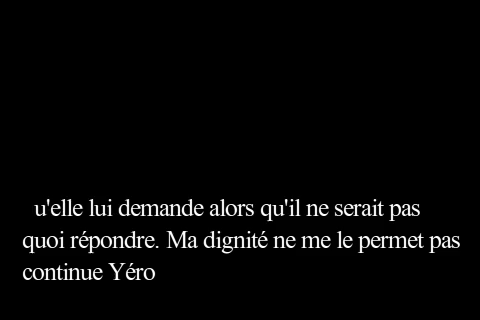 u'elle lui demande alors qu'il ne serait pas
quoi répondre. Ma dignité ne me le permet pas
continue Yéro